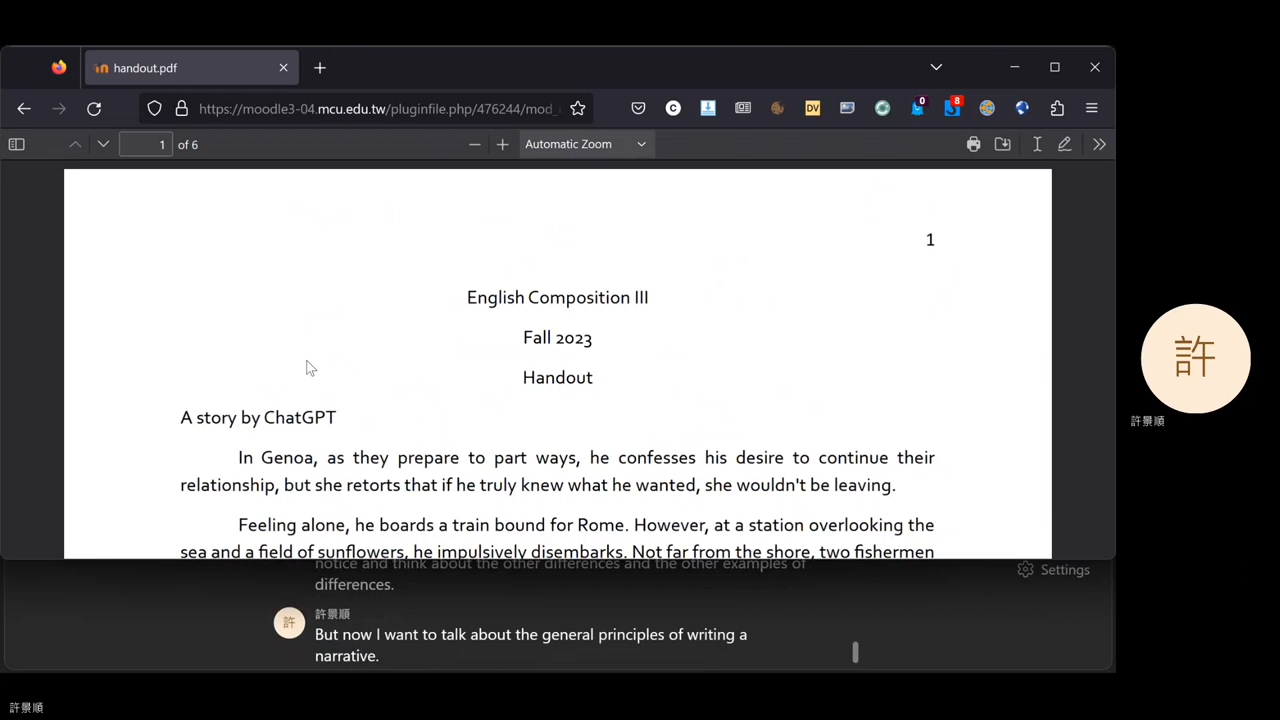 handout.pdf
https://moodle3-04.mcu.edu.tw/pluginfile.php/476244/mod_
0
8
C
DV
1 of 6
Automatic Zoom
1
English Composition III
Fall 2023
Handout
A story by ChatGPT
In Genoa, as they prepare to part ways, he confesses his desire to continue their
relationship, but she retorts that if he truly knew what he wanted, she wouldn't be leaving.
Feeling alone, he boards a train bound for Rome. However, at a station overlooking the
sea and a field of sunflowers, he impulsively disembarks. Not far from the shore, two fishermen
notice and think about the other differences and the other examples of
differences.
Settings
許 許景順
But now I want to talk about the general principles of writing a
narrative.
許
許景順
許景順